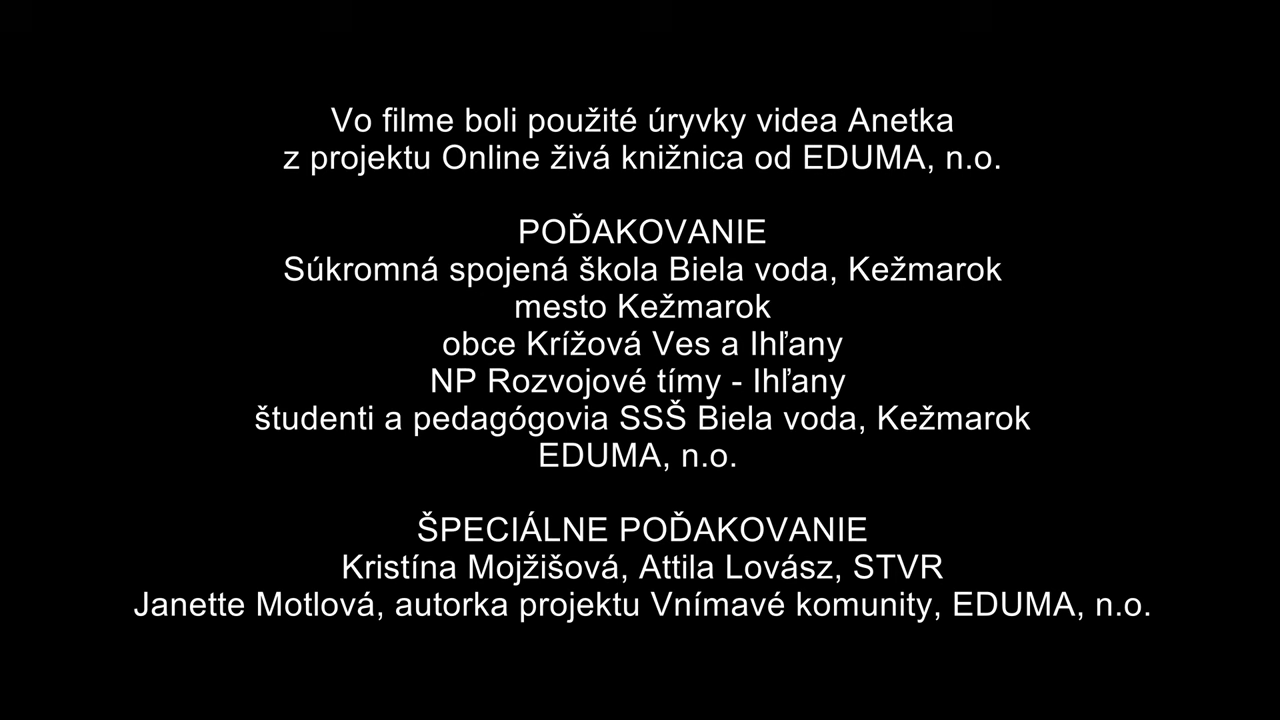 Vo filme boli použité úryvky videa Anetka
z projektu Online živá knižnica od EDUMA, n.o.
POĎAKOVANIE
Súkromná spojená škola Biela voda, Kežmarok
mesto Kežmarok
obce Krížová Ves a Ihľany
NP Rozvojové tímy - Ihľany
študenti a pedagógovia SSŠ Biela voda, Kežmarok
EDUMA, n.o.
ŠPECIÁLNE POĎAKOVANIE
Kristína Mojžišová, Attila Lovász, STVR
Janette Motlová, autorka projektu Vnímavé komunity, EDUMA, n.o.